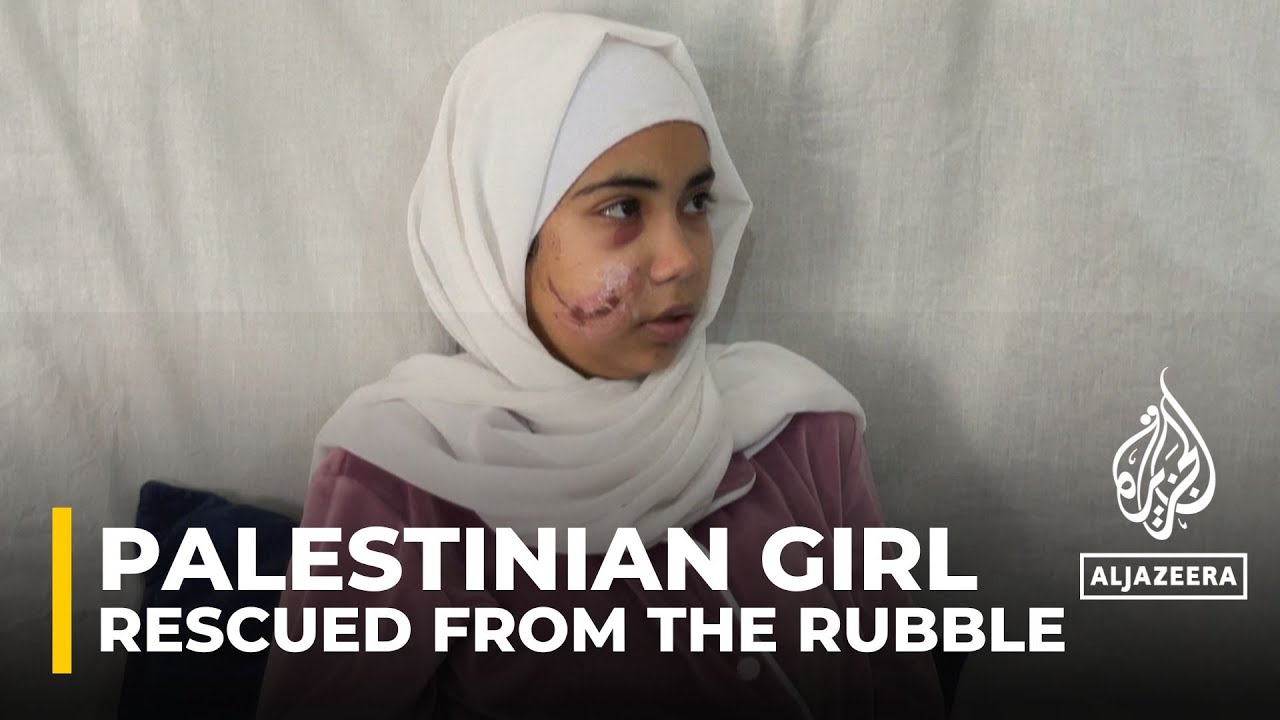 PALESTINIAN GIRL
RESCUED FROM THE RUBBLE
الجزيرة
ALJAZEERA